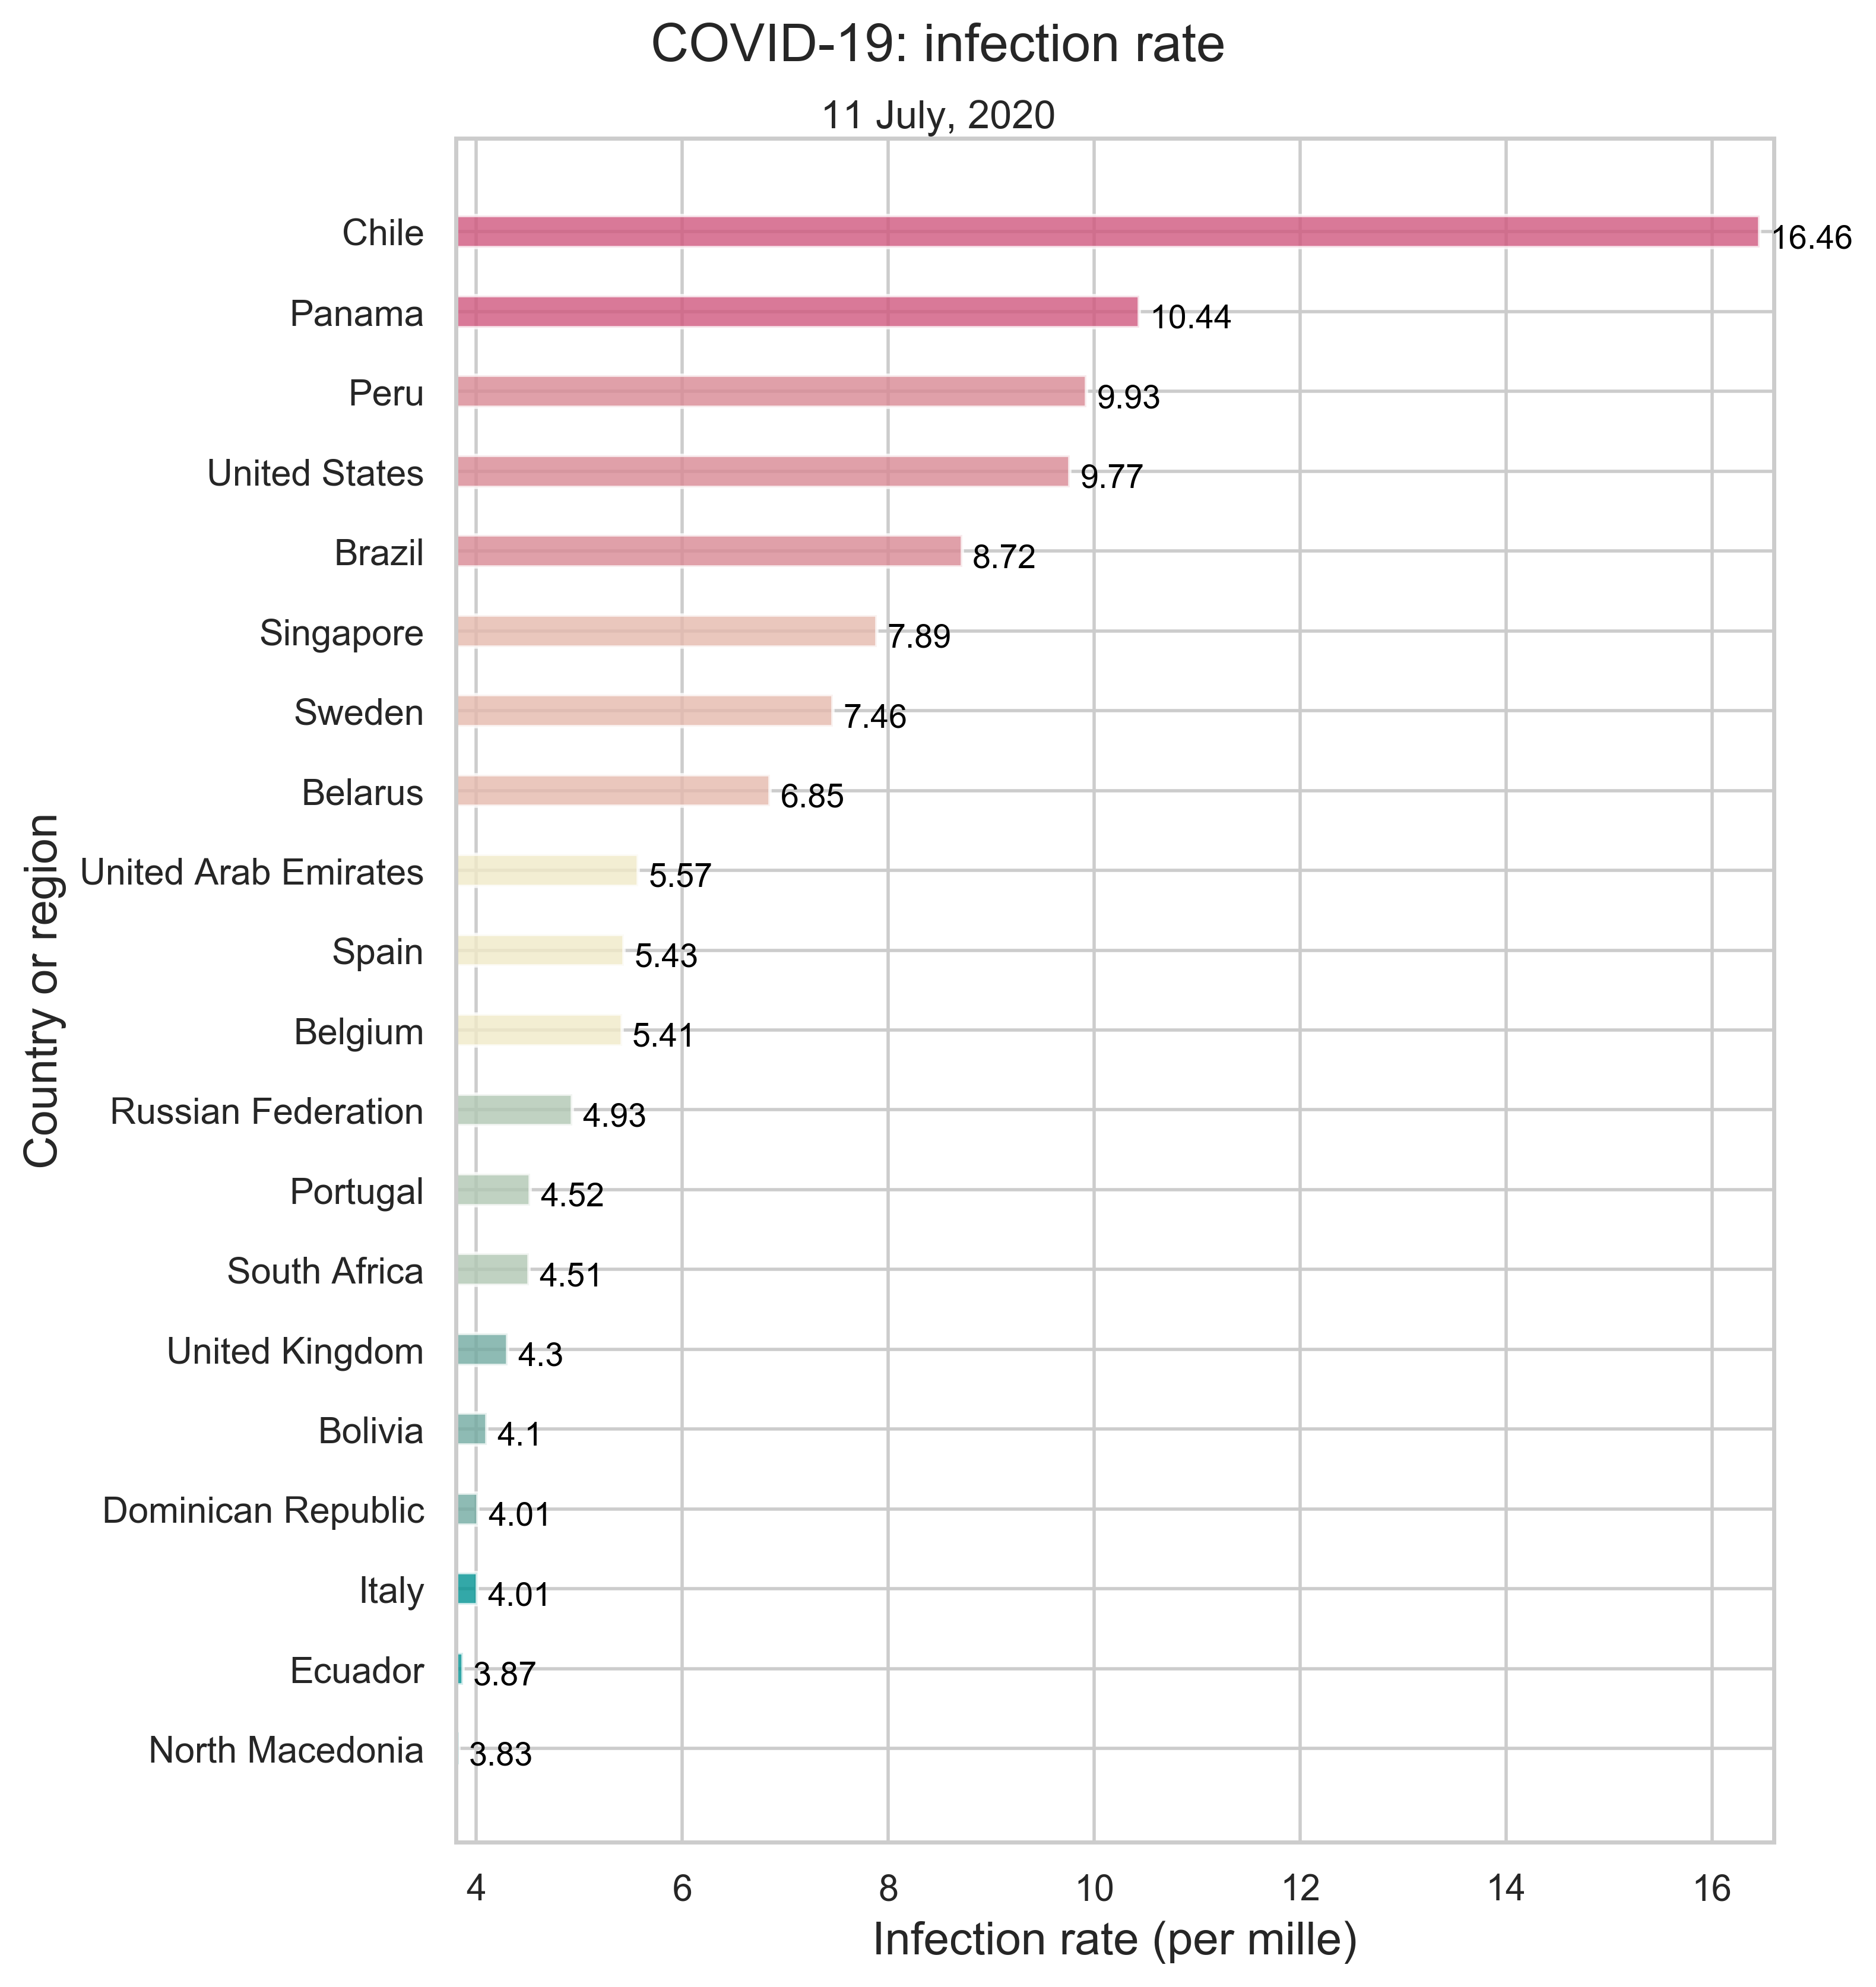 COVID-19: infection rate
11 July, 2020
Country or region
Chile 16.46
Panama 10.44
Peru 9.93
United States 9.77
Brazil 8.72
Singapore 7.89
Sweden 7.46
Belarus 6.85
United Arab Emirates 5.57
Spain 5.43
Belgium 5.41
Russian Federation 4.93
Portugal 4.52
South Africa 4.51
United Kingdom 4.3
Bolivia 4.1
Dominican Republic 4.01
Italy 4.01
Ecuador 3.87
North Macedonia 3.83
4 6 8 10 12 14 16
Infection rate (per mille)